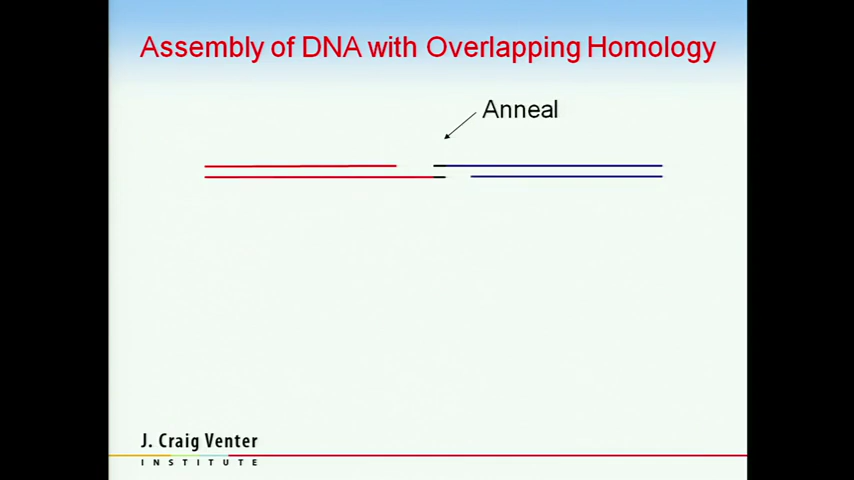 Assembly of DNA with Overlapping Homology
Anneal
J. Craig Venter
INSTITUTE